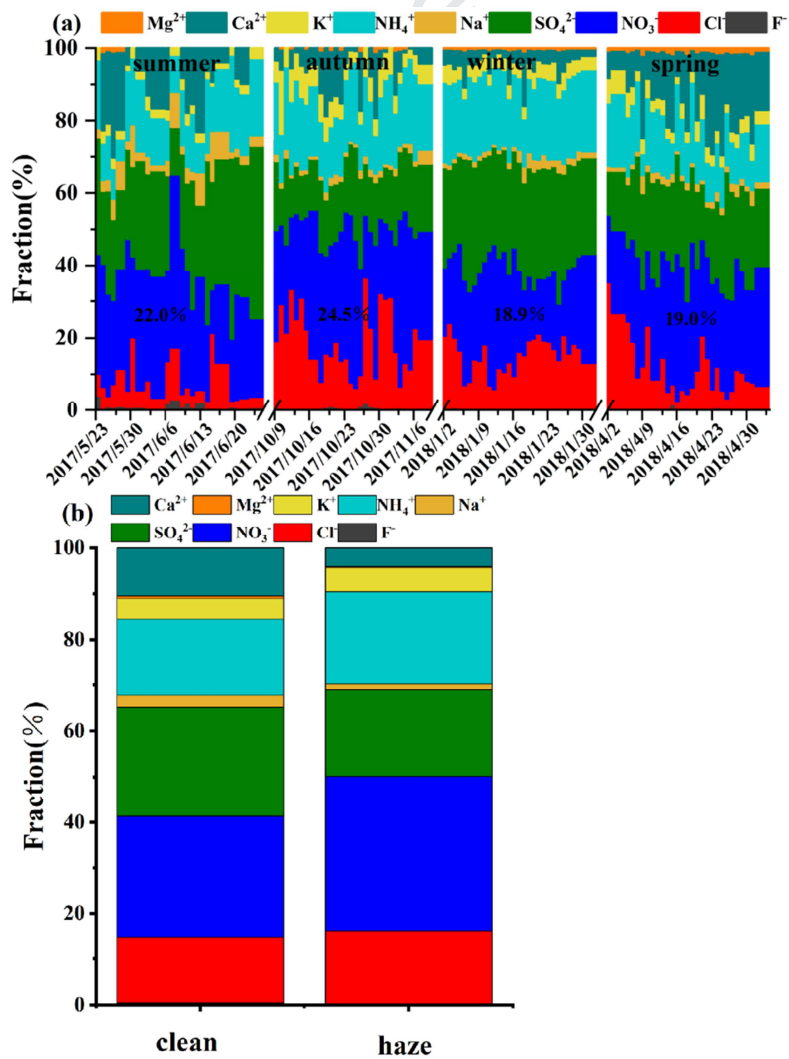 (a) Mg²⁺ Ca²⁺ K⁺ NH₄⁺ Na⁺ SO₄²⁻ NO₃⁻ Cl⁻ F⁻
100 summer autumn winter spring
80
60
40
20
0
Fraction(%)
22.0% 24.5% 18.9% 19.0%
2017/5/23 2017/5/30 2017/6/6 2017/6/13 2017/6/20 2017/10/9 2017/10/16 2017/10/23 2017/10/30 2017/11/6 2018/1/2 2018/1/9 2018/1/16 2018/1/23 2018/1/30 2018/4/2 2018/4/9 2018/4/16 2018/4/23 2018/4/30
(b) Ca²⁺ Mg²⁺ K⁺ NH₄⁺ Na⁺
SO₄²⁻ NO₃⁻ Cl⁻ F⁻
100
80
60
40
20
0
Fraction(%)
clean haze